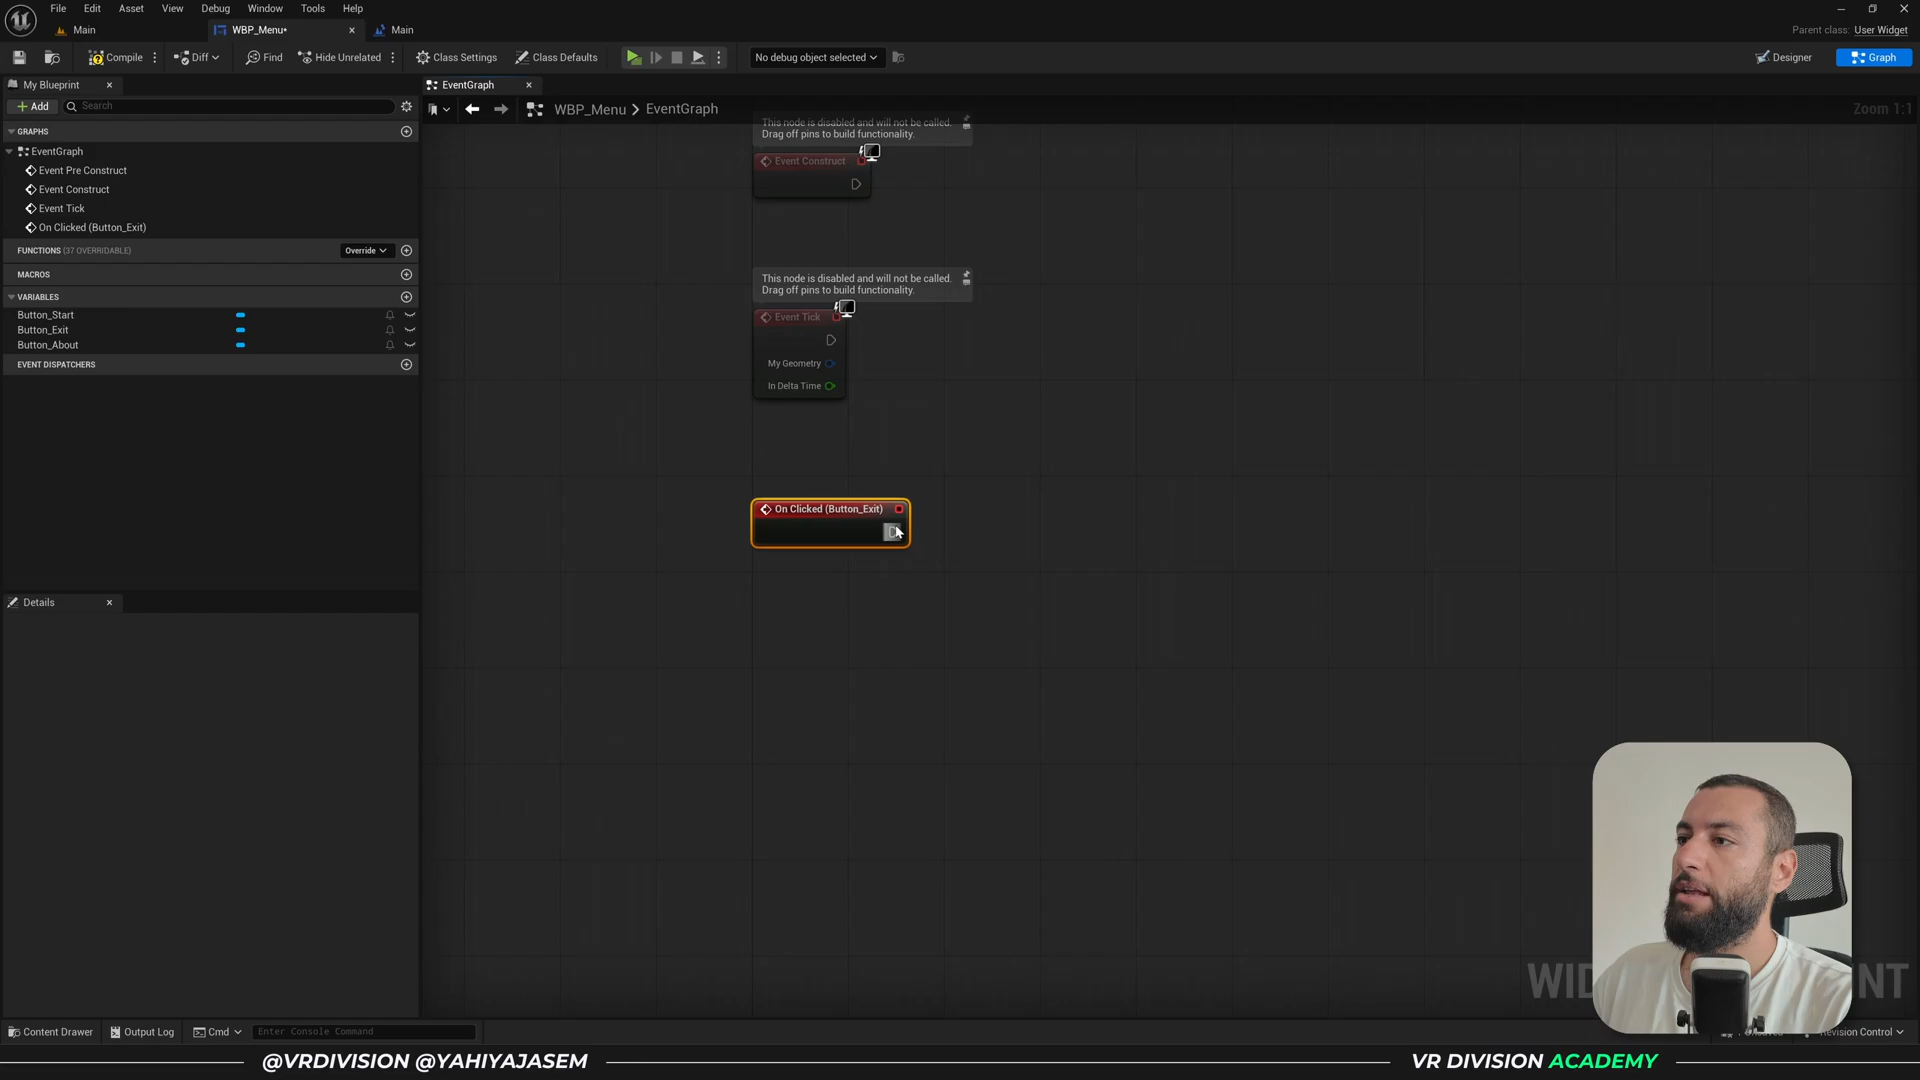 File Edit Asset View Debug Window Tools Help
Main
WBP_Menu•
Main
Parent class: User Widget
Compile
Diff
Find
Hide Unrelated
Class Settings
Class Defaults
No debug object selected
Designer
Graph
My Blueprint
Add
Search
GRAPHS
EventGraph
Event Pre Construct
Event Construct
Event Tick
On Clicked (Button_Exit)
FUNCTIONS (37 OVERRIDABLE)
Override
MACROS
VARIABLES
Button_Start
Button_Exit
Button_About
EVENT DISPATCHERS
Details
EventGraph
WBP_Menu > EventGraph
Zoom 1:1
This node is disabled and will not be called.
Drag off pins to build functionality.
Event Construct
This node is disabled and will not be called.
Drag off pins to build functionality.
Event Tick
My Geometry
In Delta Time
On Clicked (Button_Exit)
Content Drawer
Output Log
Cmd
Enter Console Command
Revision Control
@VRDIVISION @YAHIYAJASEM
VR DIVISION ACADEMY